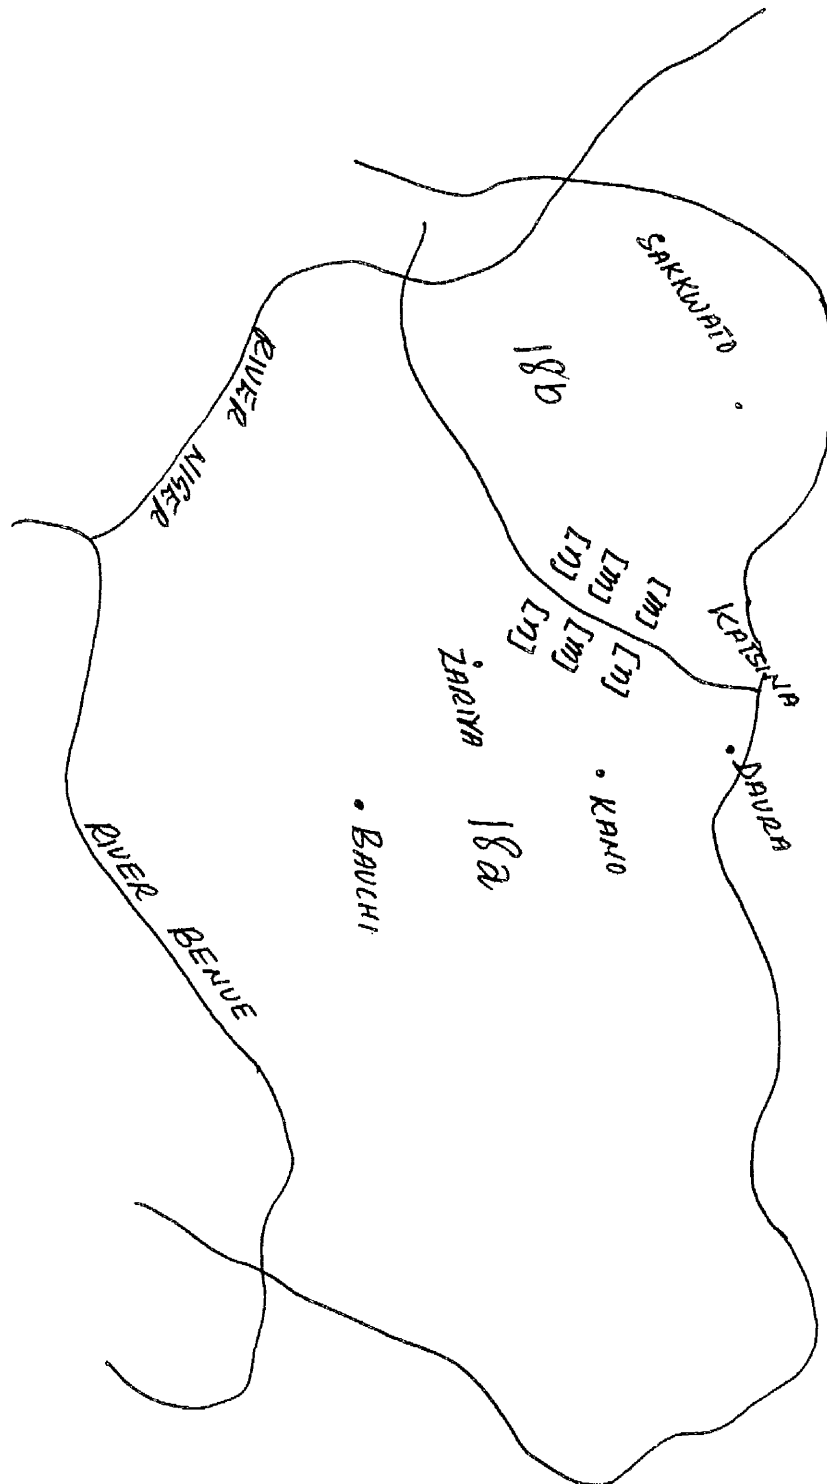 KATSINA
DAURA
SAKKWATO
[m] [n]
[m] [m]
[n] [n]
KANO
18b
18a
ZARIYA
BAUCHI
RIVER NIGER
RIVER BENUE